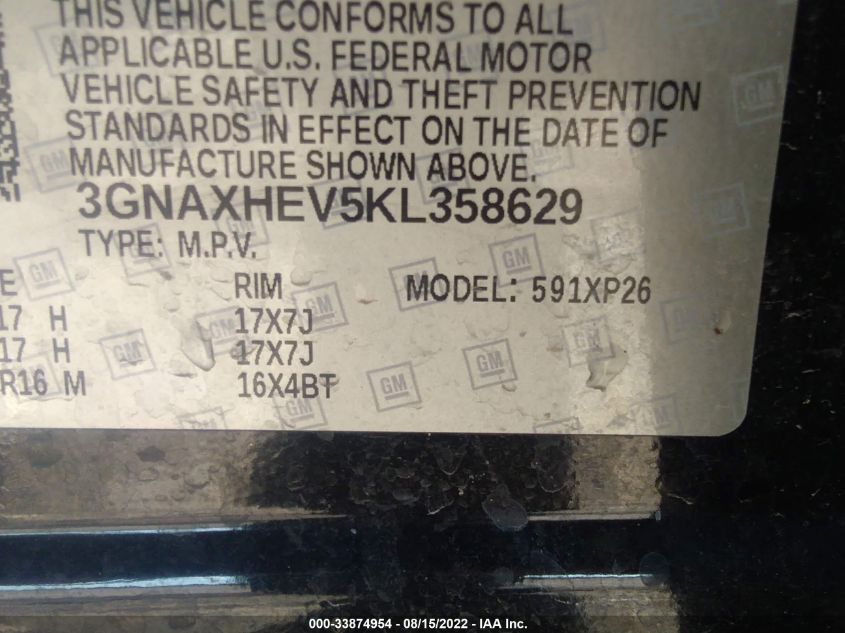 THIS VEHICLE CONFORMS TO ALL
APPLICABLE U.S. FEDERAL MOTOR
VEHICLE SAFETY AND THEFT PREVENTION
STANDARDS IN EFFECT ON THE DATE OF
MANUFACTURE SHOWN ABOVE.
3GNAXHEV5KL358629
TYPE: M.P.V.
E RIM MODEL: 591XP26
17 H 17X7J
17 H 17X7J
R16 M 16X4BT
GM
000-33874954 - 08/15/2022 - IAA Inc.